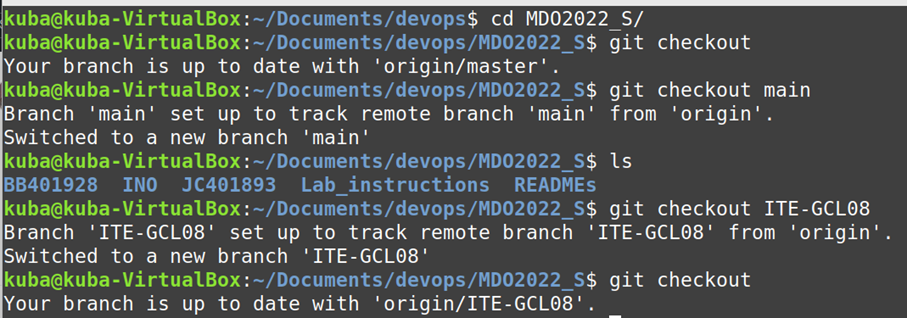 kuba@kuba-VirtualBox:~/Documents/devops$ cd MDO2022_S/
kuba@kuba-VirtualBox:~/Documents/devops/MDO2022_S$ git checkout
Your branch is up to date with 'origin/master'.
kuba@kuba-VirtualBox:~/Documents/devops/MDO2022_S$ git checkout main
Branch 'main' set up to track remote branch 'main' from 'origin'.
Switched to a new branch 'main'
kuba@kuba-VirtualBox:~/Documents/devops/MDO2022_S$ ls
BB401928  INO  JC401893  Lab_instructions  READMEs
kuba@kuba-VirtualBox:~/Documents/devops/MDO2022_S$ git checkout ITE-GCL08
Branch 'ITE-GCL08' set up to track remote branch 'ITE-GCL08' from 'origin'.
Switched to a new branch 'ITE-GCL08'
kuba@kuba-VirtualBox:~/Documents/devops/MDO2022_S$ git checkout
Your branch is up to date with 'origin/ITE-GCL08'.